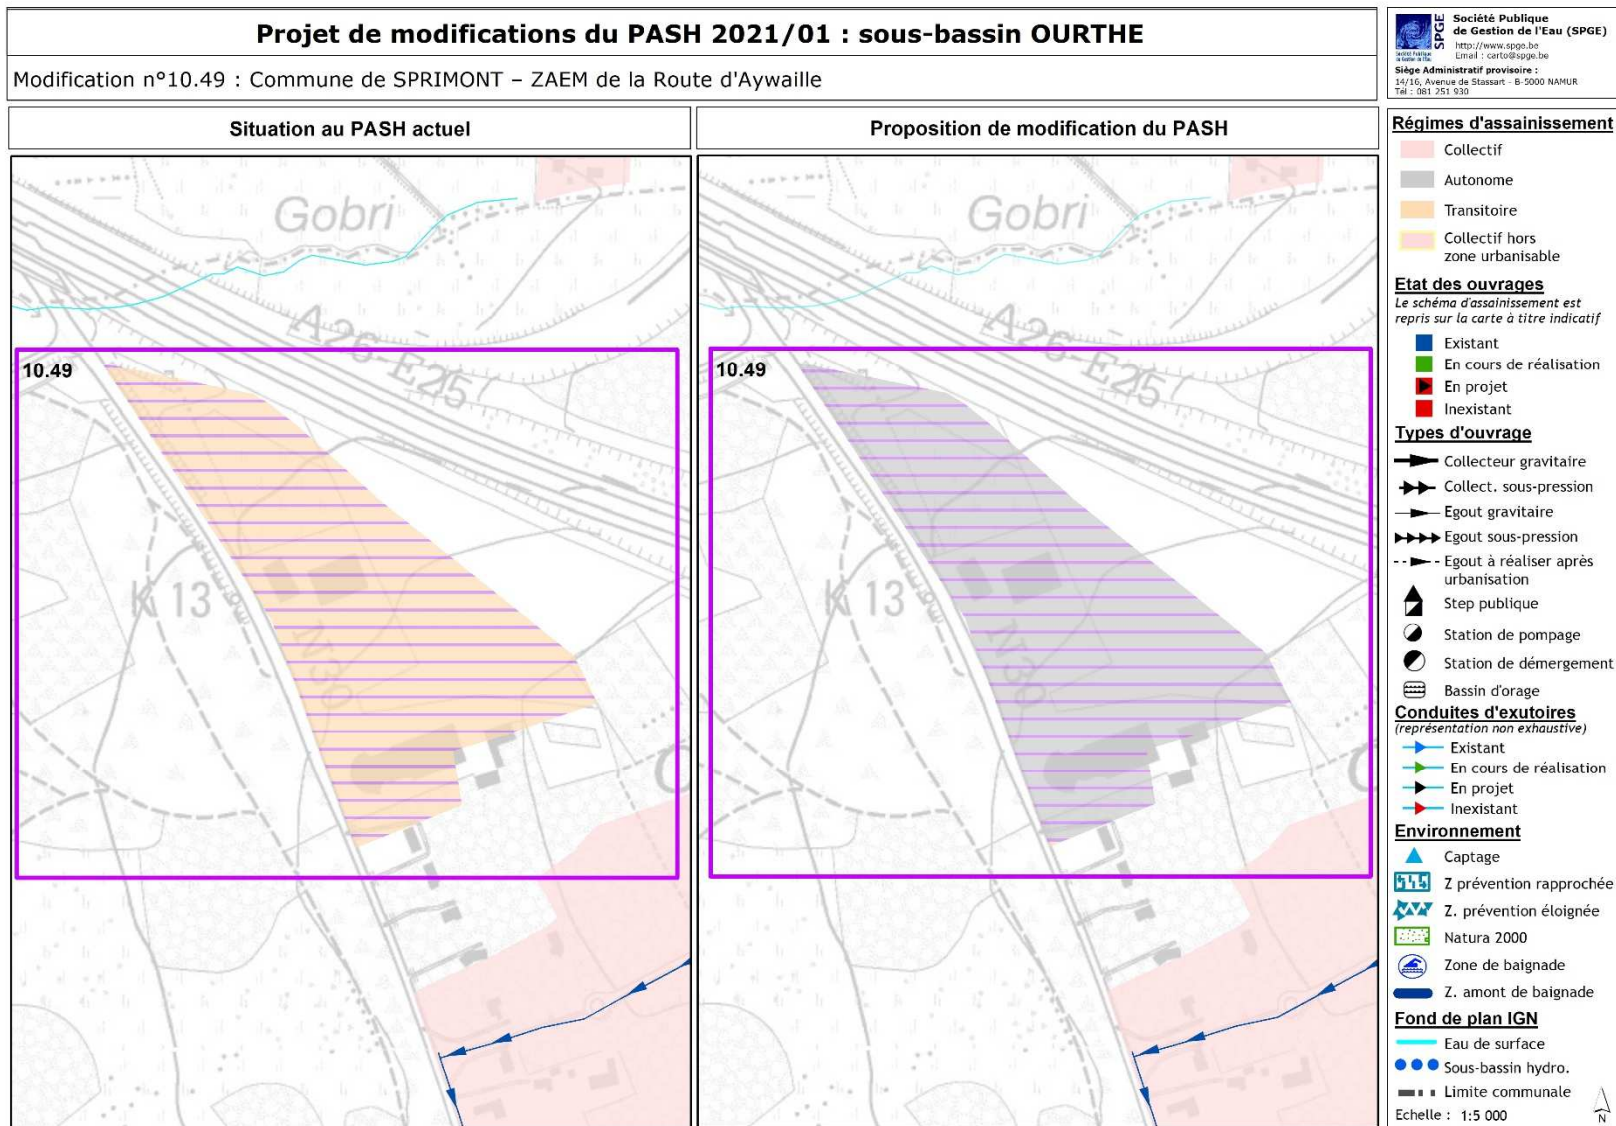 Projet de modifications du PASH 2021/01 : sous-bassin OURTHE
Modification n°10.49 : Commune de SPRIMONT – ZAEM de la Route d'Aywaille
SPGE
Société Publique
de Gestion de l'Eau (SPGE)
http://www.spge.be
Email : carto@spge.be
Siège Administratif provisoire :
14/16, Avenue de Stassart - B-5000 NAMUR
Tél : 081 251 930
Situation au PASH actuel
Gobri
A26-E25
10.49
K 13
N30
Proposition de modification du PASH
Gobri
A26-E25
10.49
K 13
N30
Régimes d'assainissement
Collectif
Autonome
Transitoire
Collectif hors
zone urbanisable
Etat des ouvrages
Le schéma d'assainissement est
repris sur la carte à titre indicatif
Existant
En cours de réalisation
En projet
Inexistant
Types d'ouvrage
Collecteur gravitaire
Collect. sous-pression
Egout gravitaire
Egout sous-pression
Egout à réaliser après
urbanisation
Step publique
Station de pompage
Station de démergement
Bassin d'orage
Conduites d'exutoires
(représentation non exhaustive)
Existant
En cours de réalisation
En projet
Inexistant
Environnement
Captage
Z prévention rapprochée
Z. prévention éloignée
Natura 2000
Zone de baignade
Z. amont de baignade
Fond de plan IGN
Eau de surface
Sous-bassin hydro.
Limite communale
Echelle : 1:5 000
N